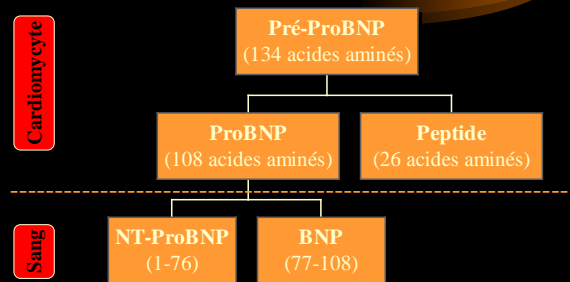 Cardiomycyte
Pré-ProBNP
(134 acides aminés)
ProBNP
(108 acides aminés)
Peptide
(26 acides aminés)
Sang
NT-ProBNP
(1-76)
BNP
(77-108)